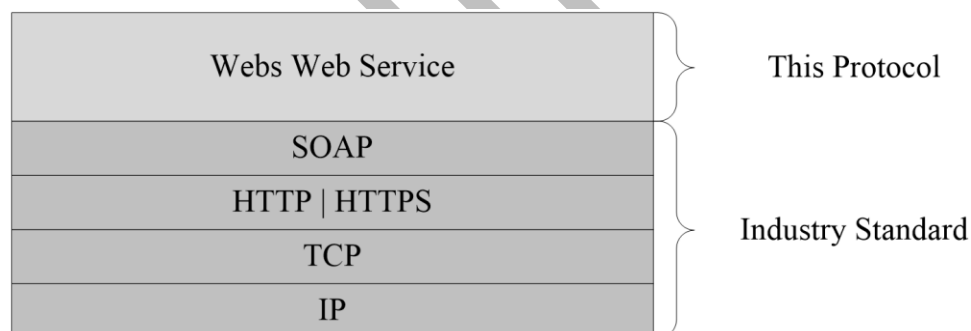 Webs Web Service
This Protocol
SOAP
HTTP | HTTPS
Industry Standard
TCP
IP